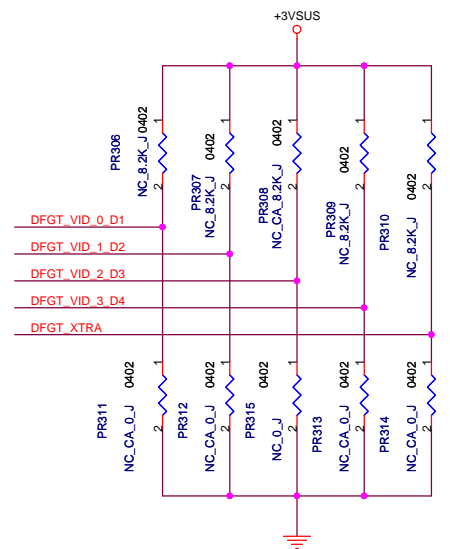 +3VSUS
PR306
NC_8.2K_J
0402
1
2
PR307
NC_8.2K_J
0402
1
2
PR308
NC_CA_8.2K_J
0402
1
2
PR309
NC_8.2K_J
0402
1
2
PR310
NC_8.2K_J
0402
1
2
DFGT_VID_0_D1
DFGT_VID_1_D2
DFGT_VID_2_D3
DFGT_VID_3_D4
DFGT_XTRA
PR311
NC_CA_0_J
0402
1
2
PR312
NC_CA_0_J
0402
1
2
PR315
NC_0_J
0402
1
2
PR313
NC_CA_0_J
0402
1
2
PR314
NC_CA_0_J
0402
1
2